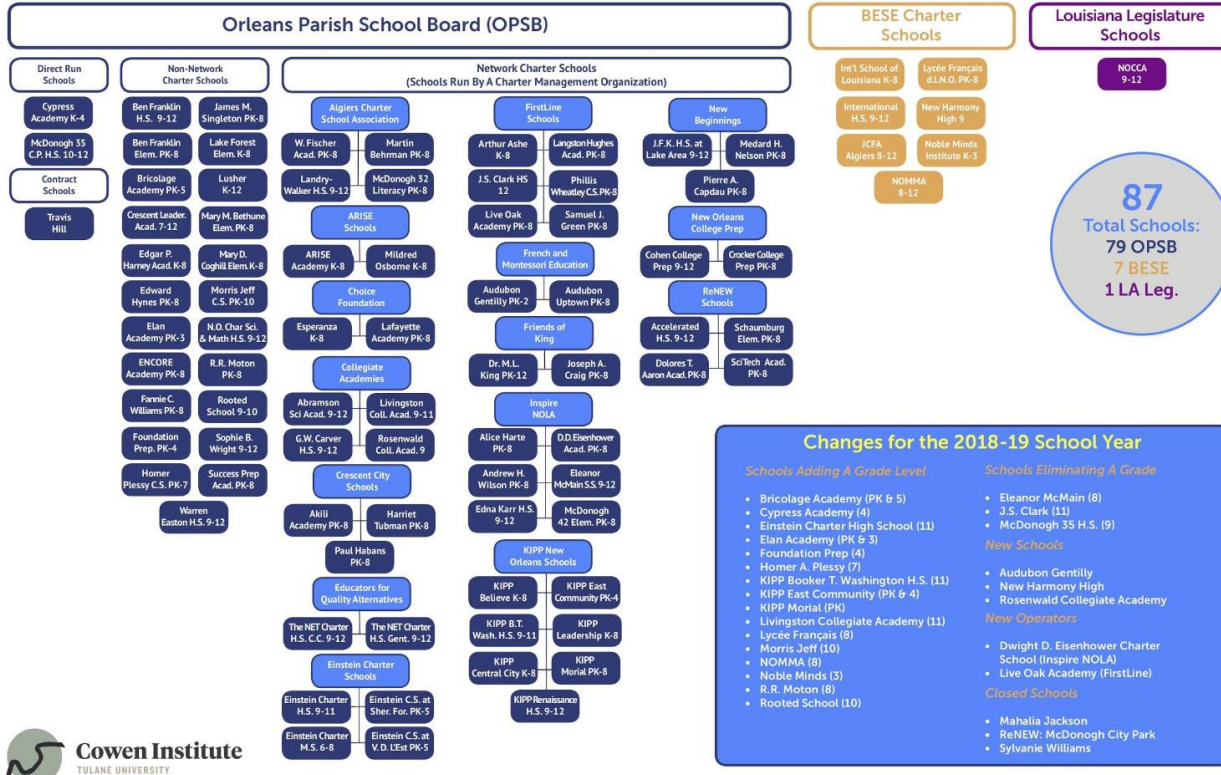 Orleans Parish School Board (OPSB)
BESE Charter
Schools
Louisiana Legislature
Schools
Direct Run
Schools
Cypress
Academy K-4
McDonogh 35
C.P. H.S. 10-12
Contract
Schools
Travis
Hill
Non-Network
Charter Schools
Ben Franklin
H.S. 9-12
James M.
Singleton PK-8
Ben Franklin
Elem. PK-8
Lake Forest
Elem. K-8
Bricolage
Academy PK-5
Lusher
K-12
Crescent Leader.
Acad. 7-12
Mary M. Bethune
Elem. PK-8
Edgar P.
Harney Acad. K-8
Mary D.
Coghill Elem. K-8
Edward
Hynes PK-8
Morris Jeff
C.S. PK-10
Elan
Academy PK-3
N.O. Char Sci.
& Math H.S. 9-12
ENCORE
Academy PK-8
R.R. Moton
PK-8
Fannie C.
Williams PK-8
Rooted
School 9-10
Foundation
Prep. PK-4
Sophie B.
Wright 9-12
Homer
Plessy C.S. PK-7
Success Prep
Acad. PK-8
Warren
Easton H.S. 9-12
Network Charter Schools
(Schools Run By A Charter Management Organization)
Algiers Charter
School Association
W. Fischer
Acad. PK-8
Martin
Behrman PK-8
Landry-
Walker H.S. 9-12
McDonogh 32
Literacy PK-8
ARISE
Schools
ARISE
Academy K-8
Mildred
Osborne K-8
Choice
Foundation
Esperanza
K-8
Lafayette
Academy PK-8
Collegiate
Academies
Abramson
Sci Acad. 9-12
Livingston
Coll. Acad. 9-11
G.W. Carver
H.S. 9-12
Rosenwald
Coll. Acad. 9
Crescent City
Schools
Akili
Academy PK-8
Harriet
Tubman PK-8
Paul Habans
PK-8
Educators for
Quality Alternatives
The NET Charter
H.S. C.C. 9-12
The NET Charter
H.S. Gent. 9-12
Einstein Charter
Schools
Einstein Charter
H.S. 9-11
Einstein C.S. at
Sher. For. PK-5
Einstein Charter
M.S. 6-8
Einstein C.S. at
V. D. L'Est PK-5
FirstLine
Schools
Arthur Ashe
K-8
Langston Hughes
Acad. PK-8
J.S. Clark HS
12
Phillis
Wheatley C.S. PK-8
Live Oak
Academy PK-8
Samuel J.
Green PK-8
French and
Montessori Education
Audubon
Gentilly PK-2
Audubon
Uptown PK-8
Friends of
King
Dr. M.L.
King PK-12
Joseph A.
Craig PK-8
Inspire
NOLA
Alice Harte
PK-8
D.D. Eisenhower
Acad. PK-8
Andrew H.
Wilson PK-8
Eleanor
McMain S.S. 9-12
Edna Karr H.S.
9-12
McDonogh
42 Elem. PK-8
KIPP New
Orleans Schools
KIPP
Believe K-8
KIPP East
Community PK-4
KIPP B.T.
Wash. H.S. 9-11
KIPP
Leadership K-8
KIPP
Central City K-8
KIPP
Morial PK-8
KIPP Renaissance
H.S. 9-12
New
Beginnings
J.F.K. H.S. at
Lake Area 9-12
Medard H.
Nelson PK-8
Pierre A.
Capdau PK-8
New Orleans
College Prep
Cohen College
Prep 9-12
Crocker College
Prep PK-8
ReNEW
Schools
Accelerated
H.S. 9-12
Schaumburg
Elem. PK-8
Dolores T.
Aaron Acad. PK-8
SciTech Acad.
PK-8
Int'l School of
Louisiana K-8
Lycée Français
d.l.N.O. PK-8
International
H.S. 9-12
New Harmony
High 9
JCFA
Algiers 8-12
Noble Minds
Institute K-3
NOMMA
8-12
NOCCA
9-12
87
Total Schools:
79 OPSB
7 BESE
1 LA Leg.
Changes for the 2018-19 School Year
Schools Adding A Grade Level
• Bricolage Academy (PK & 5)
• Cypress Academy (4)
• Einstein Charter High School (11)
• Elan Academy (PK & 3)
• Foundation Prep (4)
• Homer A. Plessy (7)
• KIPP Booker T. Washington H.S. (11)
• KIPP East Community (PK & 4)
• KIPP Morial (PK)
• Livingston Collegiate Academy (11)
• Lycée Français (8)
• Morris Jeff (10)
• NOMMA (8)
• Noble Minds (3)
• R.R. Moton (8)
• Rooted School (10)
Schools Eliminating A Grade
• Eleanor McMain (8)
• J.S. Clark (11)
• McDonogh 35 H.S. (9)
New Schools
• Audubon Gentilly
• New Harmony High
• Rosenwald Collegiate Academy
New Operators
• Dwight D. Eisenhower Charter
School (Inspire NOLA)
• Live Oak Academy (FirstLine)
Closed Schools
• Mahalia Jackson
• ReNEW: McDonogh City Park
• Sylvanie Williams
Cowen Institute
TULANE UNIVERSITY